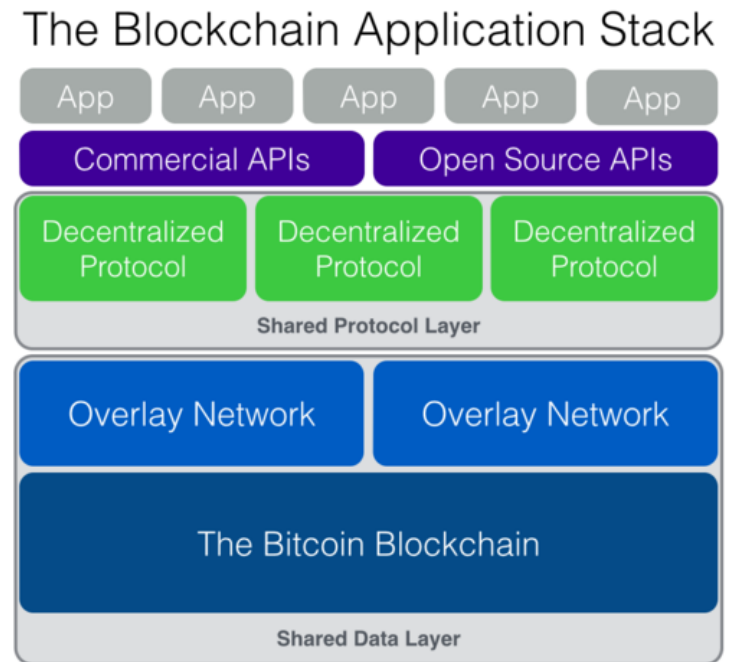 The Blockchain Application Stack
App App App App App
Commercial APIs Open Source APIs
Decentralized Decentralized Decentralized
Protocol Protocol Protocol
Shared Protocol Layer
Overlay Network Overlay Network
The Bitcoin Blockchain
Shared Data Layer